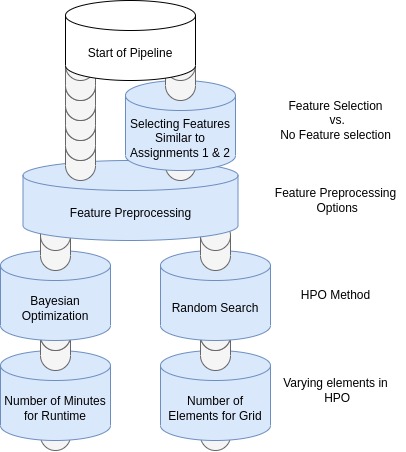 Start of Pipeline
Feature Selection
vs.
No Feature selection
Selecting Features
Similar to
Assignments 1 & 2
Feature Preprocessing
Options
Feature Preprocessing
Bayesian
Optimization
Random Search
HPO Method
Number of Minutes
for Runtime
Number of
Elements for Grid
Varying elements in
HPO